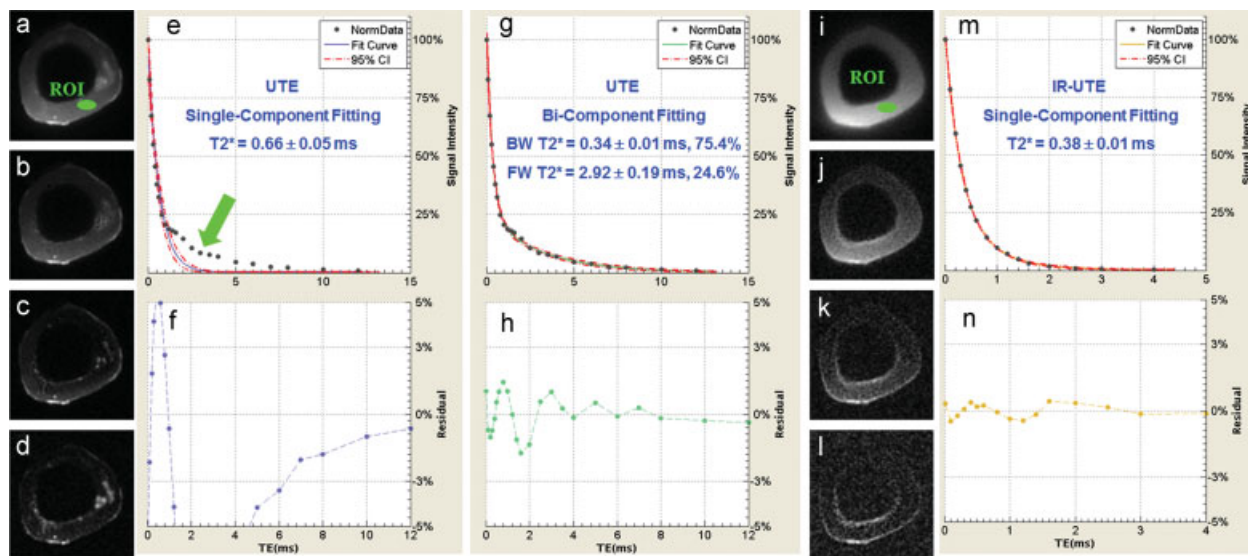 a
ROI
b
c
d
e
NormData
Fit Curve
95% CI
UTE
Single-Component Fitting
T2* = 0.66 ± 0.05 ms
100%
75%
50%
25%
Signal Intensity
0
5
10
15
f
5%
3%
0%
-3%
-5%
Residual
0
2
4
6
8
10
12
TE(ms)
g
NormData
Fit Curve
95% CI
UTE
Bi-Component Fitting
BW T2* = 0.34 ± 0.01 ms, 75.4%
FW T2* = 2.92 ± 0.19 ms, 24.6%
100%
75%
50%
25%
Signal Intensity
0
5
10
15
h
5%
3%
0%
-3%
-5%
Residual
0
2
4
6
8
10
12
TE(ms)
i
ROI
j
k
l
m
NormData
Fit Curve
95% CI
IR-UTE
Single-Component Fitting
T2* = 0.38 ± 0.01 ms
100%
75%
50%
25%
Signal Intensity
0
1
2
3
4
5
n
5%
3%
0%
-3%
-5%
Residual
0
1
2
3
4
TE(ms)